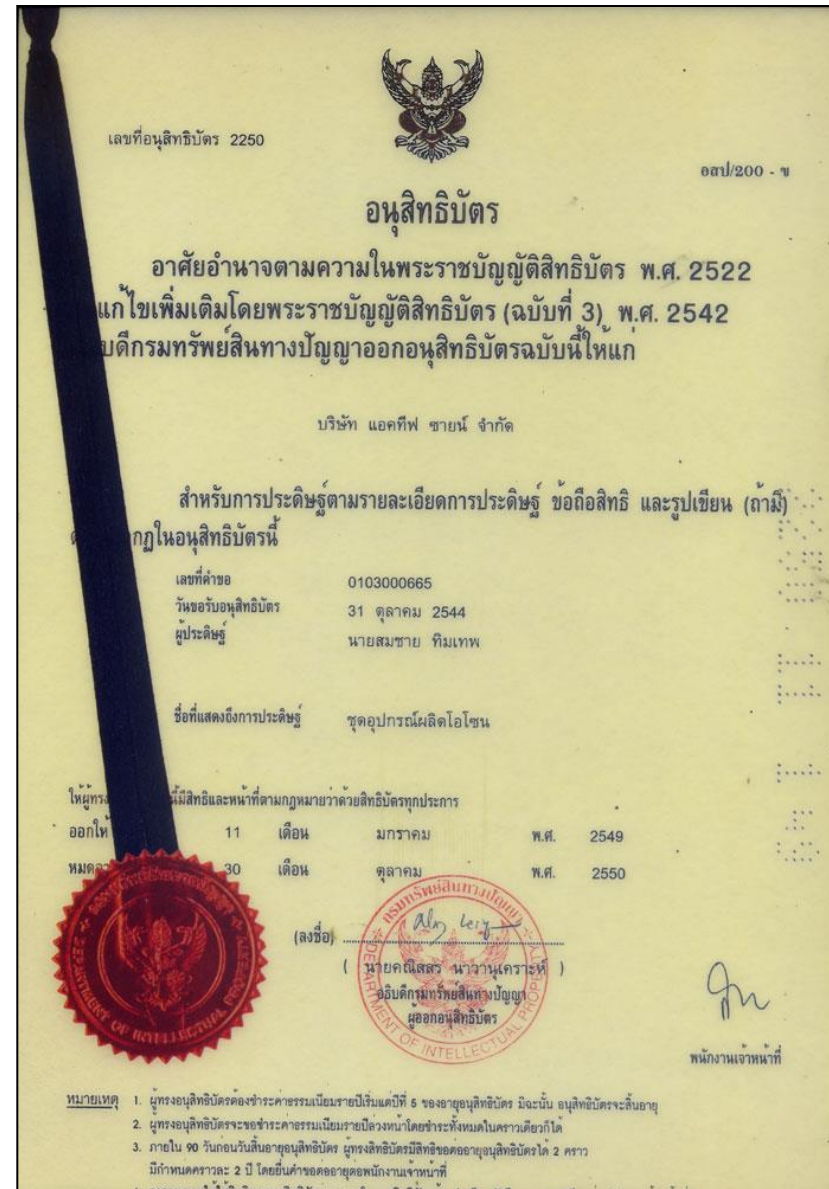 เลขที่อนุสิทธิบัตร 2250
อสป/200 - ข
อนุสิทธิบัตร
อาศัยอำนาจตามความในพระราชบัญญัติสิทธิบัตร พ.ศ. 2522
แก้ไขเพิ่มเติมโดยพระราชบัญญัติสิทธิบัตร (ฉบับที่ 3) พ.ศ. 2542
บดีกรมทรัพย์สินทางปัญญาออกอนุสิทธิบัตรฉบับนี้ให้แก่
บริษัท แอคทีฟ ซายน์ จำกัด
สำหรับการประดิษฐ์ตามรายละเอียดการประดิษฐ์ ข้อถือสิทธิ และรูปเขียน (ถ้ามี)
กฏในอนุสิทธิบัตรนี้
เลขที่คำขอ 0103000665
วันขอรับอนุสิทธิบัตร 31 ตุลาคม 2544
ผู้ประดิษฐ์ นายสมชาย ทิมเทพ
ชื่อที่แสดงถึงการประดิษฐ์ ชุดอุปกรณ์ผลิตโอโซน
ให้ผู้ทรง นี้มีสิทธิและหน้าที่ตามกฎหมายว่าด้วยสิทธิบัตรทุกประการ
ออกให้ 11 เดือน มกราคม พ.ศ. 2549
หมดอา 30 เดือน ตุลาคม พ.ศ. 2550
กรมทรัพย์สินทางปัญญา
(ลงชื่อ)
( นายคณิสสร นาวานุเคราะห์ )
อธิบดีกรมทรัพย์สินทางปัญญา
ผู้ออกอนุสิทธิบัตร
DEPARTMENT OF INTELLECTUAL PROPERTY
DEPARTMENT OF INTELLECTUAL PROPERTY
พนักงานเจ้าหน้าที่
หมายเหตุ 1. ผู้ทรงอนุสิทธิบัตรต้องชำระค่าธรรมเนียมรายปีเริ่มแต่ปีที่ 5 ของอายุอนุสิทธิบัตร มิฉะนั้น อนุสิทธิบัตรจะสิ้นอายุ
2. ผู้ทรงอนุสิทธิบัตรจะขอชำระค่าธรรมเนียมรายปีล่วงหน้าโดยชำระทั้งหมดในคราวเดียวก็ได้
3. ภายใน 90 วันก่อนวันสิ้นอายุอนุสิทธิบัตร ผู้ทรงสิทธิบัตรมีสิทธิขอต่ออายุอนุสิทธิบัตรได้ 2 คราว
มีกำหนดคราวละ 2 ปี โดยยื่นคำขอต่ออายุต่อพนักงานเจ้าหน้าที่